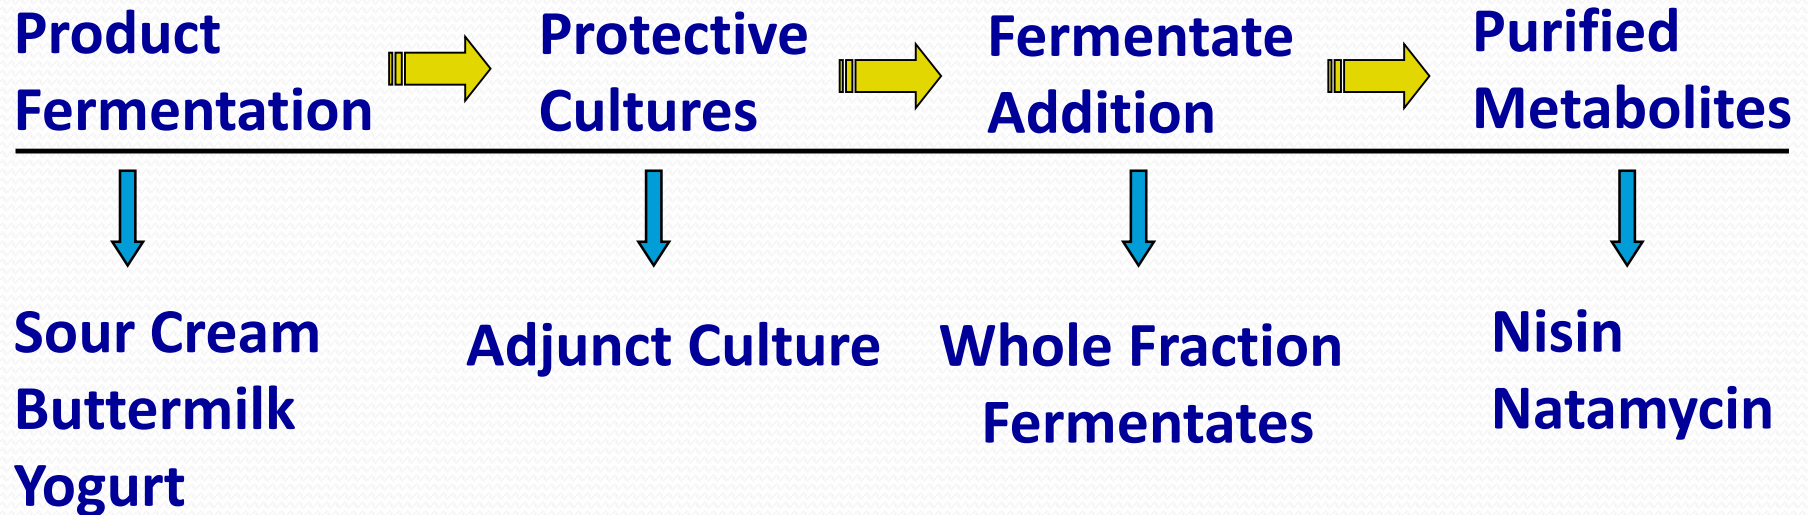 Product
Fermentation
Protective
Cultures
Fermentate
Addition
Purified
Metabolites
Sour Cream
Buttermilk
Yogurt
Adjunct Culture
Whole Fraction
Fermentates
Nisin
Natamycin